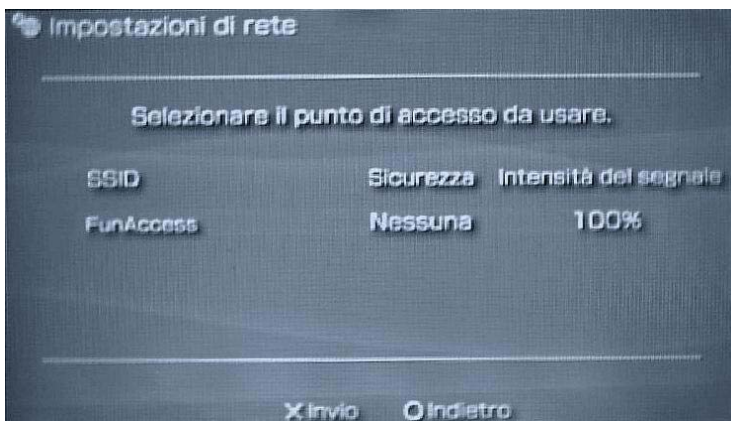 Impostazioni di rete
Selezionare il punto di accesso da usare.
SSID Sicurezza Intensità del segnale
FunAccess Nessuna 100%
X Invio O Indietro